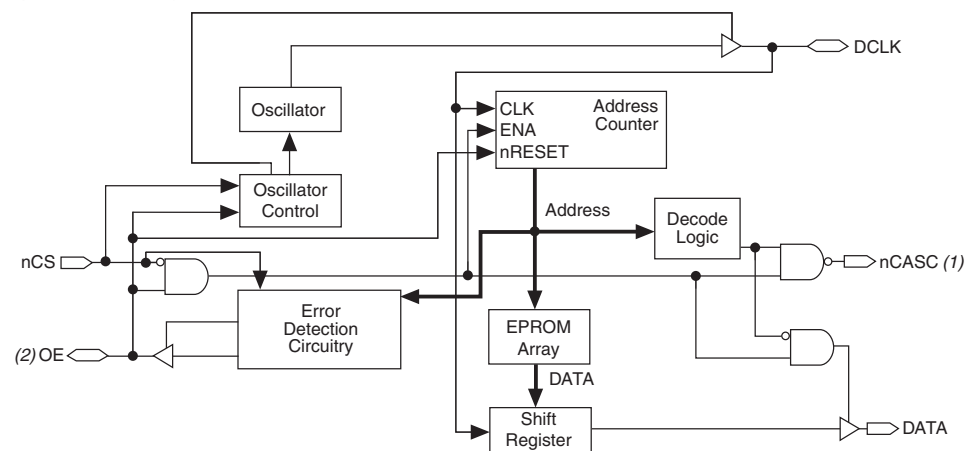 DCLK
CLK
Address
Counter
ENA
nRESET
Oscillator
Oscillator
Control
Address
Decode
Logic
nCS
nCASC (1)
Error
Detection
Circuitry
EPROM
Array
(2) OE
DATA
Shift
Register
DATA